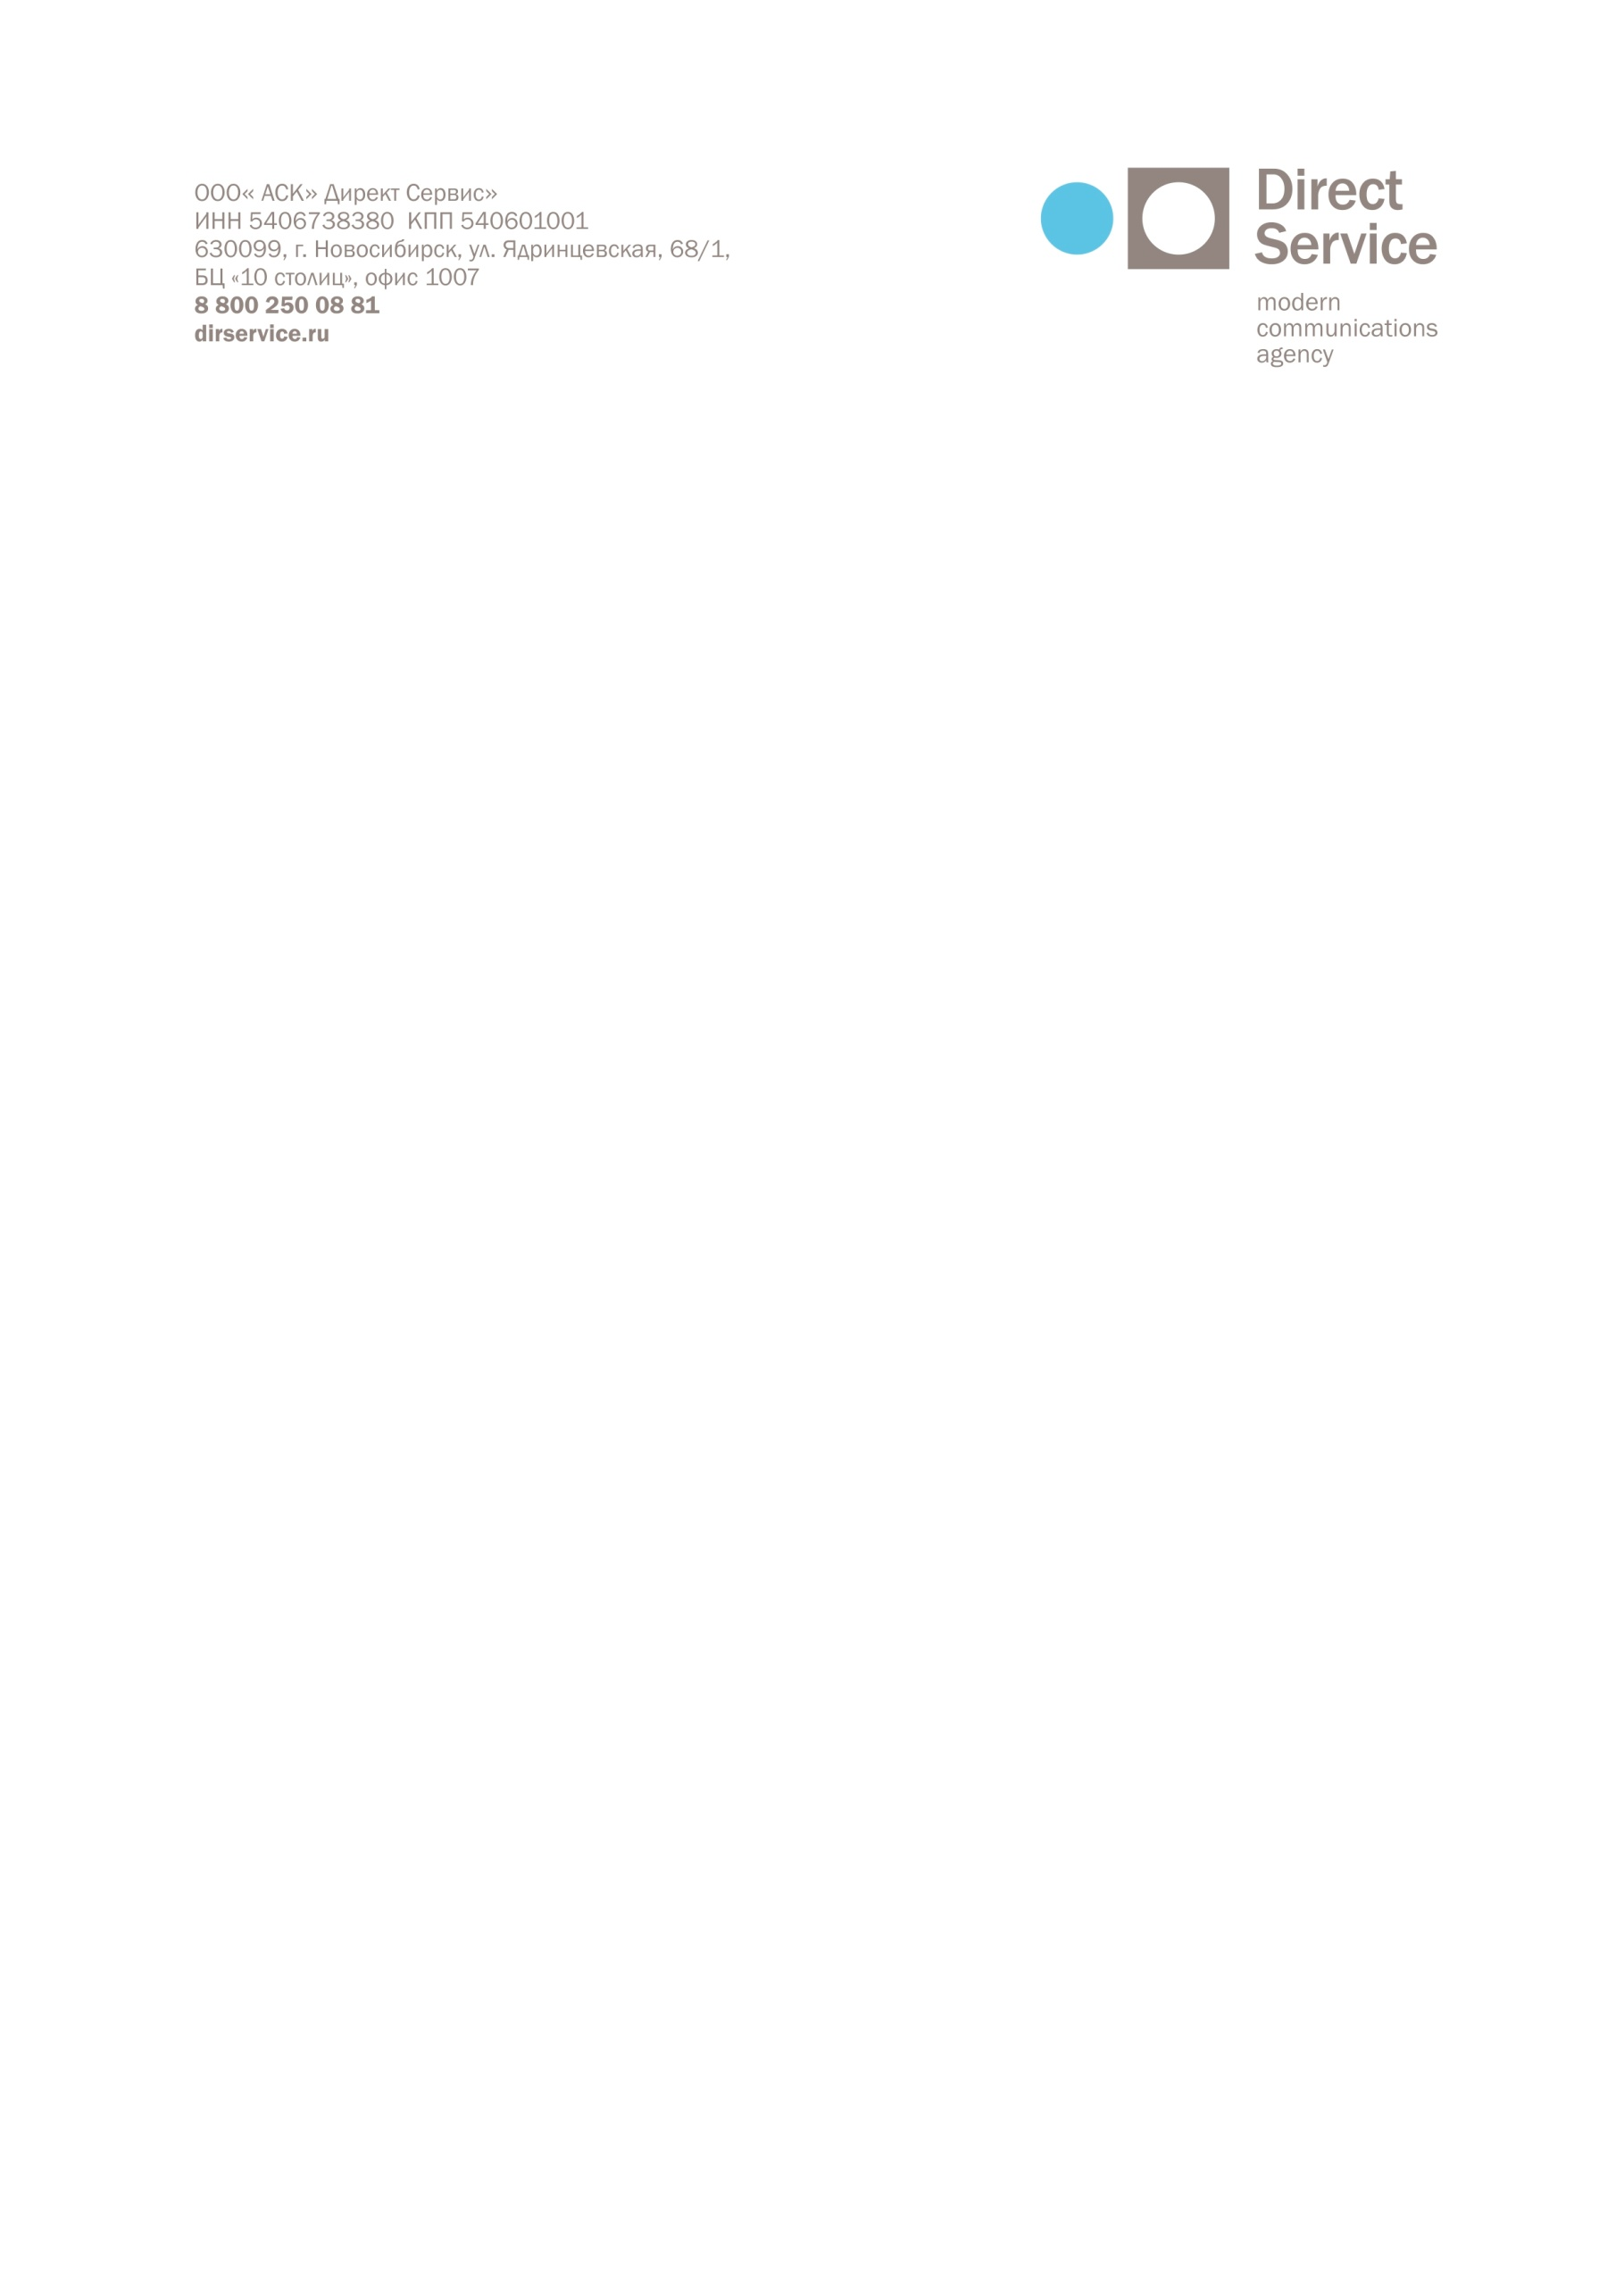 ООО« АСК» Директ Сервис»
ИНН 5406738380  КПП 540601001
630099, г. Новосибирск, ул. Ядринцевская, 68/1,
БЦ «10 столиц», офис 1007
8 800 250 08 81
dirservice.ru
Direct
Service
modern
communications
agency